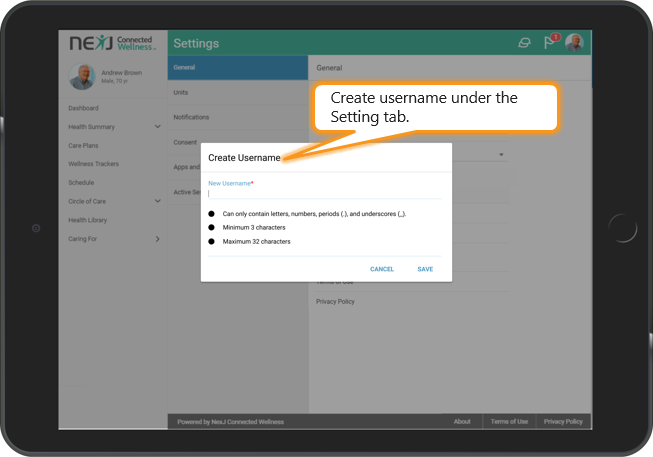 NEXJ Connected Wellness™
Settings
1
Andrew Brown
Male, 70 yr
Dashboard
Health Summary
Care Plans
Wellness Trackers
Schedule
Circle of Care
Health Library
Caring For
General
Units
Notifications
Consent
Apps and
Active Se
General
Create username under the
Setting tab.
Create Username
New Username*
Can only contain letters, numbers, periods (.), and underscores (_).
Minimum 3 characters
Maximum 32 characters
CANCEL
SAVE
Terms of Use
Privacy Policy
Powered by NexJ Connected Wellness
About
Terms of Use
Privacy Policy